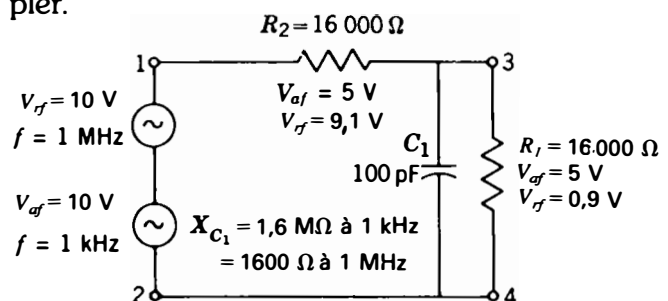 pier.
R₂ = 16 000 Ω
1
3
V_af = 5 V
V_rf = 9,1 V
V_rf = 10 V
f = 1 MHz
C₁
100 pF
R₁ = 16.000 Ω
V_af = 5 V
V_rf = 0,9 V
V_af = 10 V
f = 1 kHz
X_C₁ = 1,6 MΩ à 1 kHz
= 1600 Ω à 1 MHz
2
4